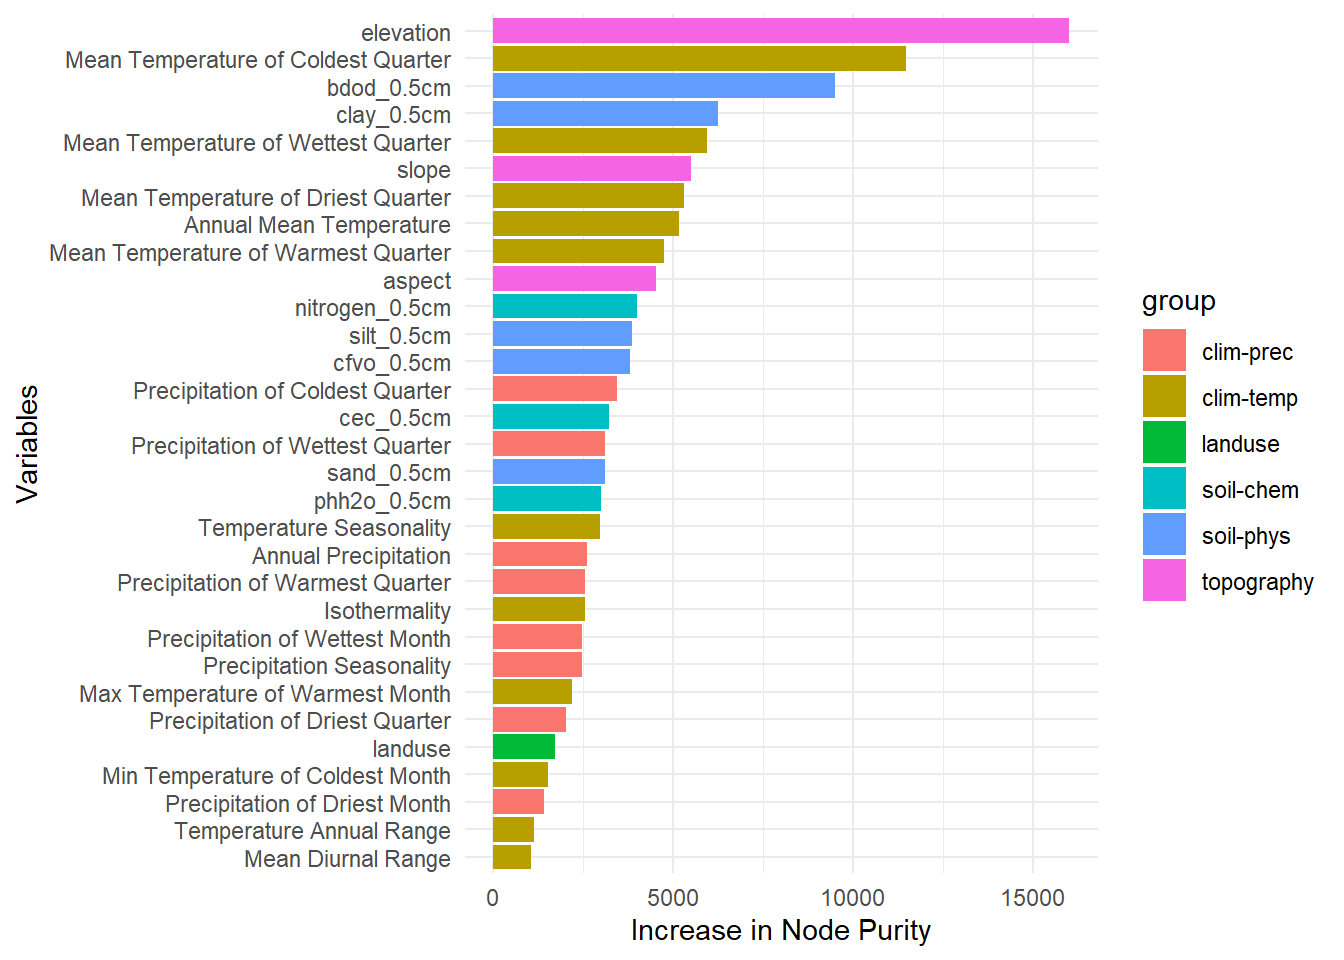 elevation
Mean Temperature of Coldest Quarter
bdod_0.5cm
clay_0.5cm
Mean Temperature of Wettest Quarter
slope
Mean Temperature of Driest Quarter
Annual Mean Temperature
Mean Temperature of Warmest Quarter
aspect
nitrogen_0.5cm
silt_0.5cm
cfvo_0.5cm
Precipitation of Coldest Quarter
cec_0.5cm
Precipitation of Wettest Quarter
sand_0.5cm
phh2o_0.5cm
Temperature Seasonality
Annual Precipitation
Precipitation of Warmest Quarter
Isothermality
Precipitation of Wettest Month
Precipitation Seasonality
Max Temperature of Warmest Month
Precipitation of Driest Quarter
landuse
Min Temperature of Coldest Month
Precipitation of Driest Month
Temperature Annual Range
Mean Diurnal Range
Variables
0 5000 10000 15000
Increase in Node Purity
group
clim-prec
clim-temp
landuse
soil-chem
soil-phys
topography